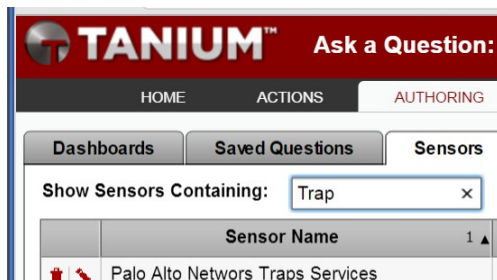 TANIUM™ Ask a Question:
HOME ACTIONS AUTHORING
Dashboards Saved Questions Sensors
Show Sensors Containing: Trap ×
Sensor Name 1 ▲
Palo Alto Networs Traps Services